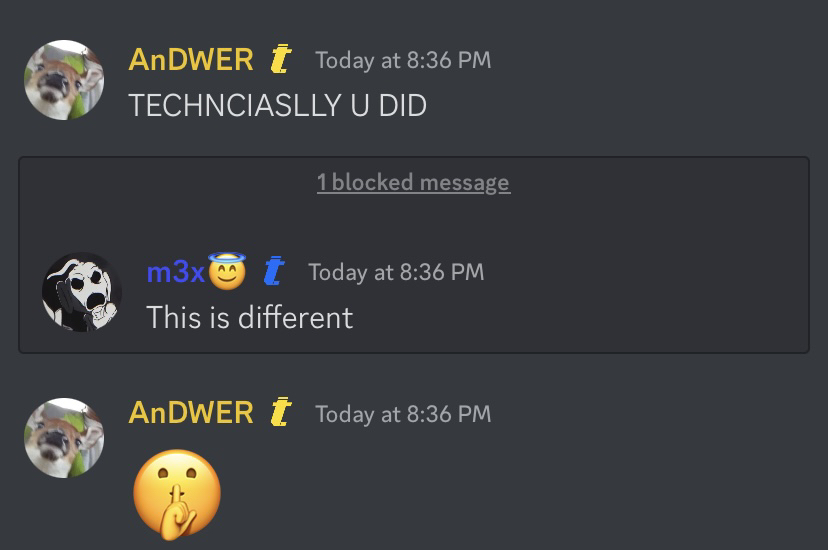 AnDWER t Today at 8:36 PM
TECHNCIASLLY U DID
1 blocked message
m3x😇 t Today at 8:36 PM
This is different
AnDWER t Today at 8:36 PM
🤫